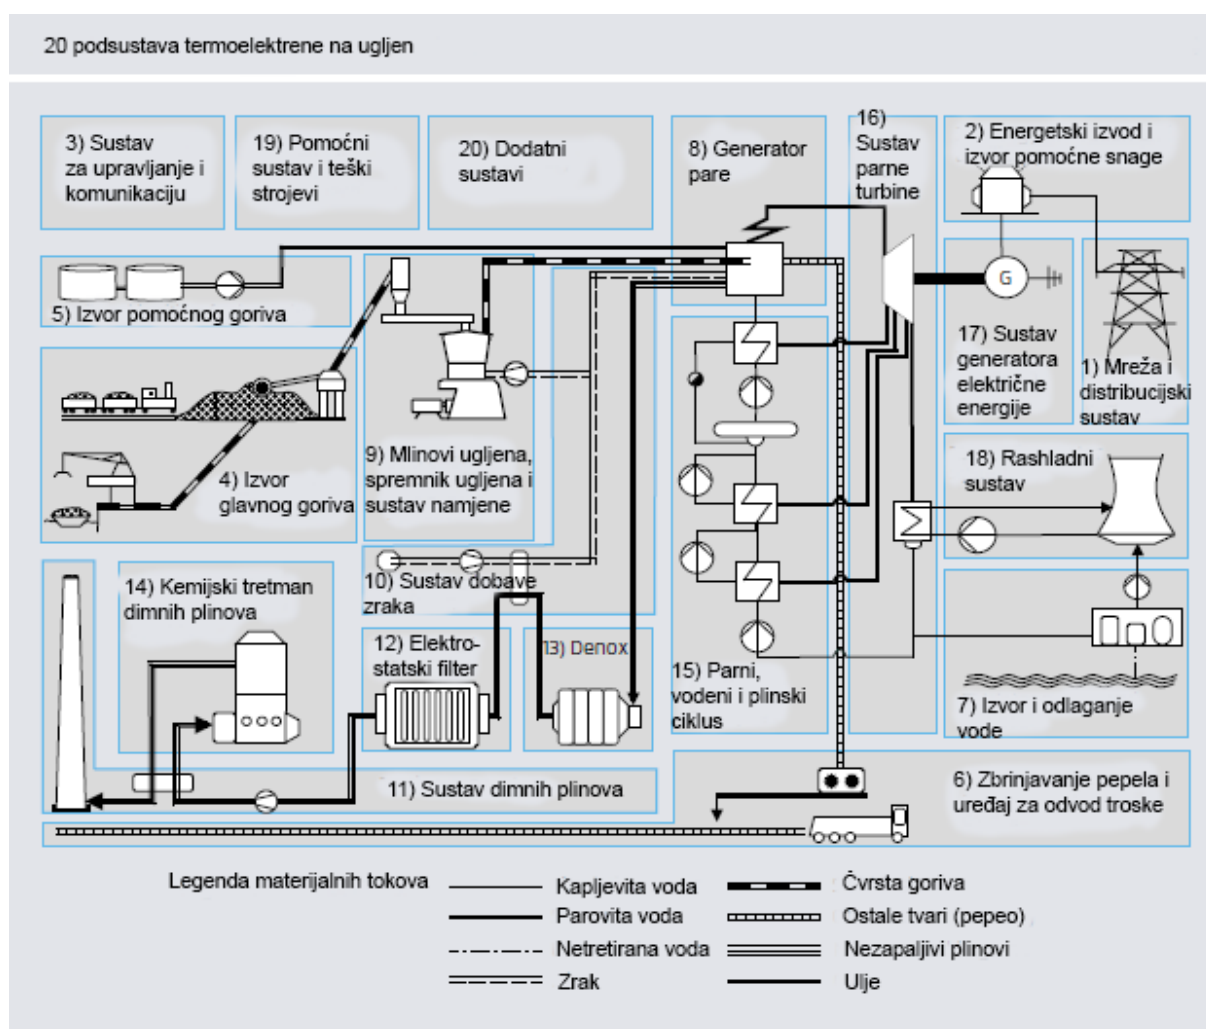 20 podsustava termoelektrene na ugljen
3) Sustav
za upravljanje i
komunikaciju
19) Pomoćni
sustav i teški
strojevi
20) Dodatni
sustavi
8) Generator
pare
16)
Sustav
parne
turbine
2) Energetski izvod i
izvor pomoćne snage
5) Izvor pomoćnog goriva
G
17) Sustav
generatora
električne
energije
1) Mreža i
distribucijski
sustav
4) Izvor
glavnog goriva
9) Mlinovi ugljena,
spremnik ugljena i
sustav namjene
18) Rashladni
sustav
10) Sustav dobave
zraka
14) Kemijski tretman
dimnih plinova
12) Elektro-
statski filter
13) Denox
15) Parni,
vodeni i plinski
ciklus
7) Izvor i odlaganje
vode
11) Sustav dimnih plinova
6) Zbrinjavanje pepela i
uređaj za odvod troske
Legenda materijalnih tokova
Kapljevita voda
Parovita voda
Netretirana voda
Zrak
Čvrsta goriva
Ostale tvari (pepeo)
Nezapaljivi plinovi
Ulje